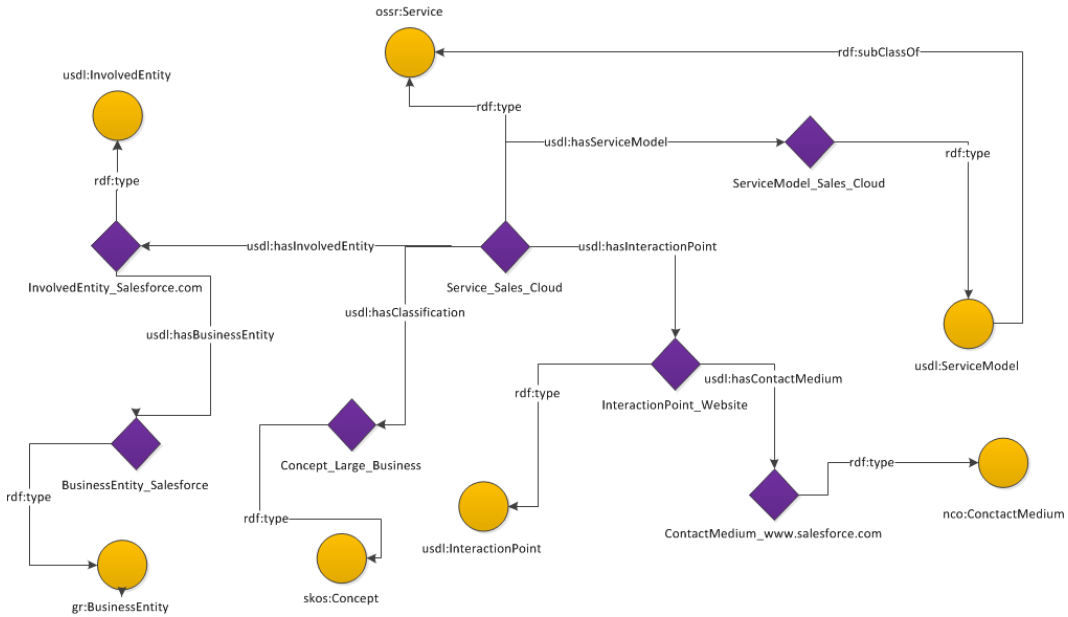 ossr:Service
rdf:subClassOf
usdl:InvolvedEntity
rdf:type
usdl:hasServiceModel
rdf:type
rdf:type
ServiceModel_Sales_Cloud
usdl:hasInvolvedEntity
usdl:hasInteractionPoint
InvolvedEntity_Salesforce.com
Service_Sales_Cloud
usdl:hasClassification
usdl:hasBusinessEntity
usdl:ServiceModel
usdl:hasContactMedium
rdf:type
InteractionPoint_Website
Concept_Large_Business
rdf:type
BusinessEntity_Salesforce
rdf:type
nco:ConctactMedium
rdf:type
ContactMedium_www.salesforce.com
usdl:InteractionPoint
skos:Concept
gr:BusinessEntity